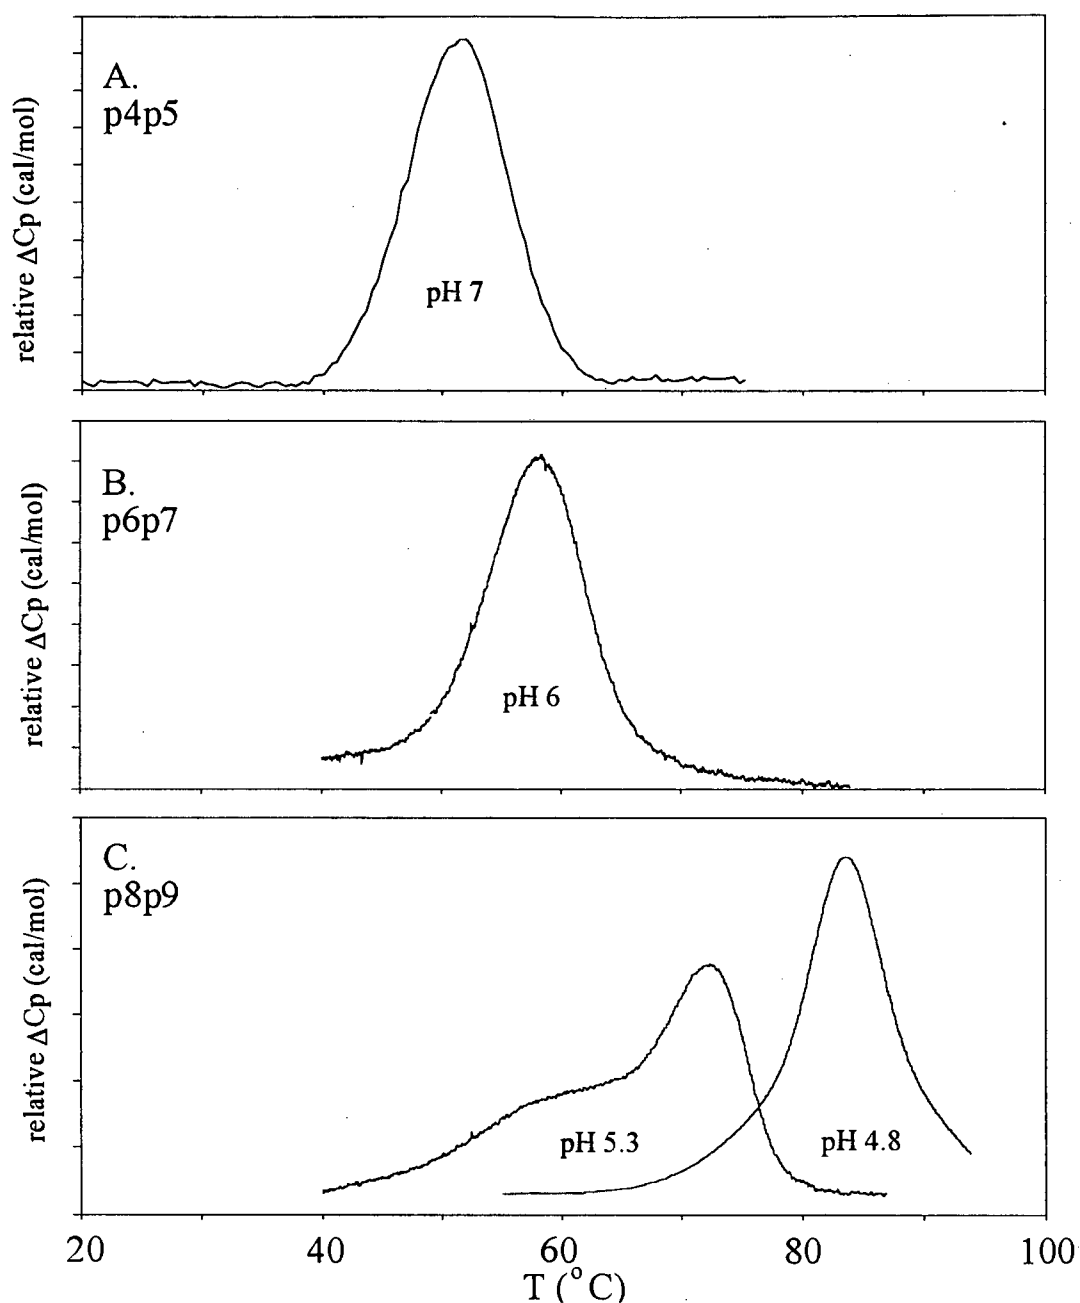 A.
p4p5
relative ΔCp (cal/mol)
pH 7
B.
p6p7
relative ΔCp (cal/mol)
pH 6
C.
p8p9
relative ΔCp (cal/mol)
pH 5.3
pH 4.8
20 40 60 80 100
T (°C)